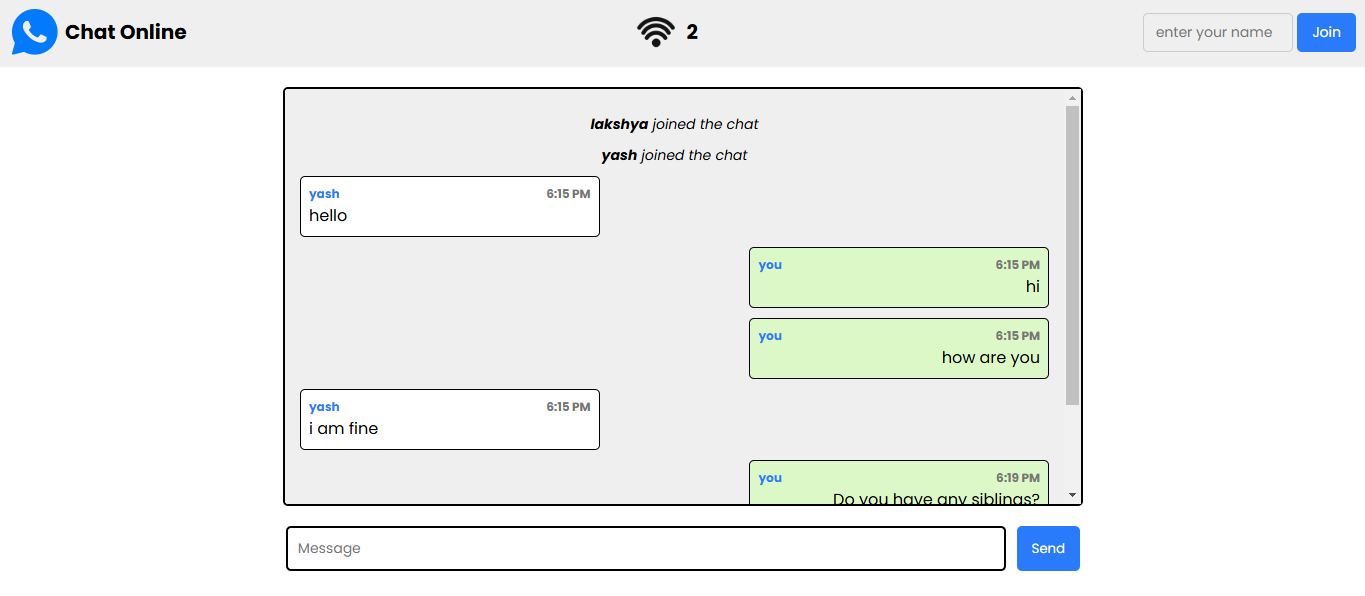 Chat Online
2
enter your name
Join
lakshya joined the chat
yash joined the chat
yash 6:15 PM
hello
you 6:15 PM
hi
you 6:15 PM
how are you
yash 6:15 PM
i am fine
you 6:19 PM
Do you have any siblings?
Message
Send